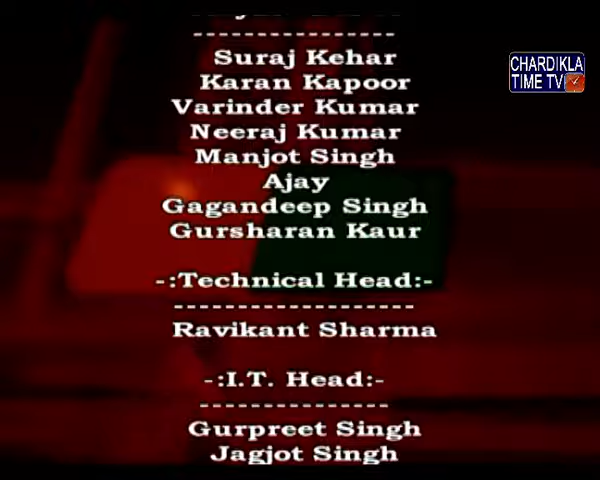 -----------------
Suraj Kehar
Karan Kapoor
Varinder Kumar
Neeraj Kumar
Manjot Singh
Ajay
Gagandeep Singh
Gursharan Kaur
-:Technical Head:-
--------------------
Ravikant Sharma
-:I.T. Head:-
----------------
Gurpreet Singh
Jagjot Singh
CHARDIKLA
TIME TV